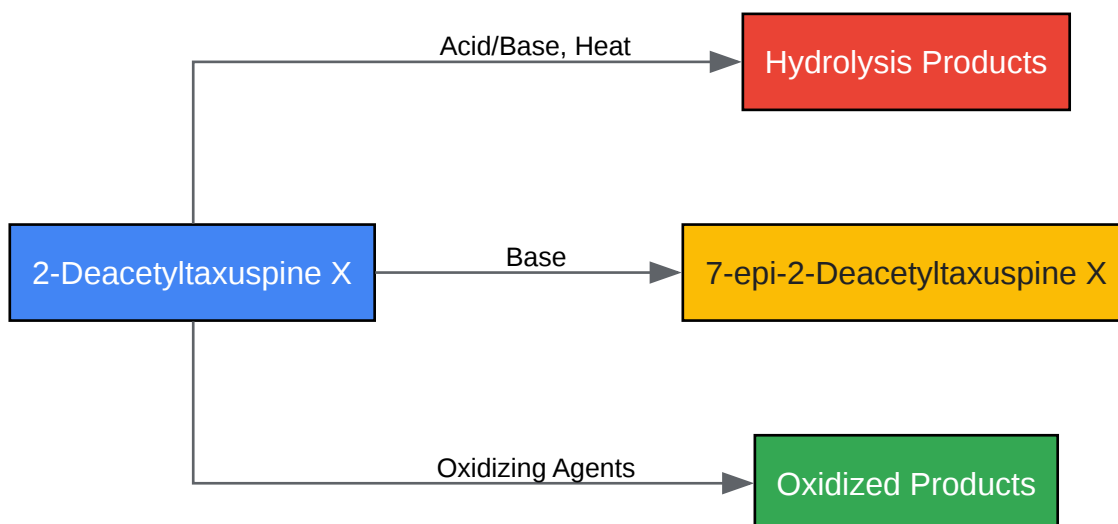 Acid/Base, Heat
Hydrolysis Products
2-Deacetyltaxuspine X
Base
7-epi-2-Deacetyltaxuspine X
Oxidizing Agents
Oxidized Products